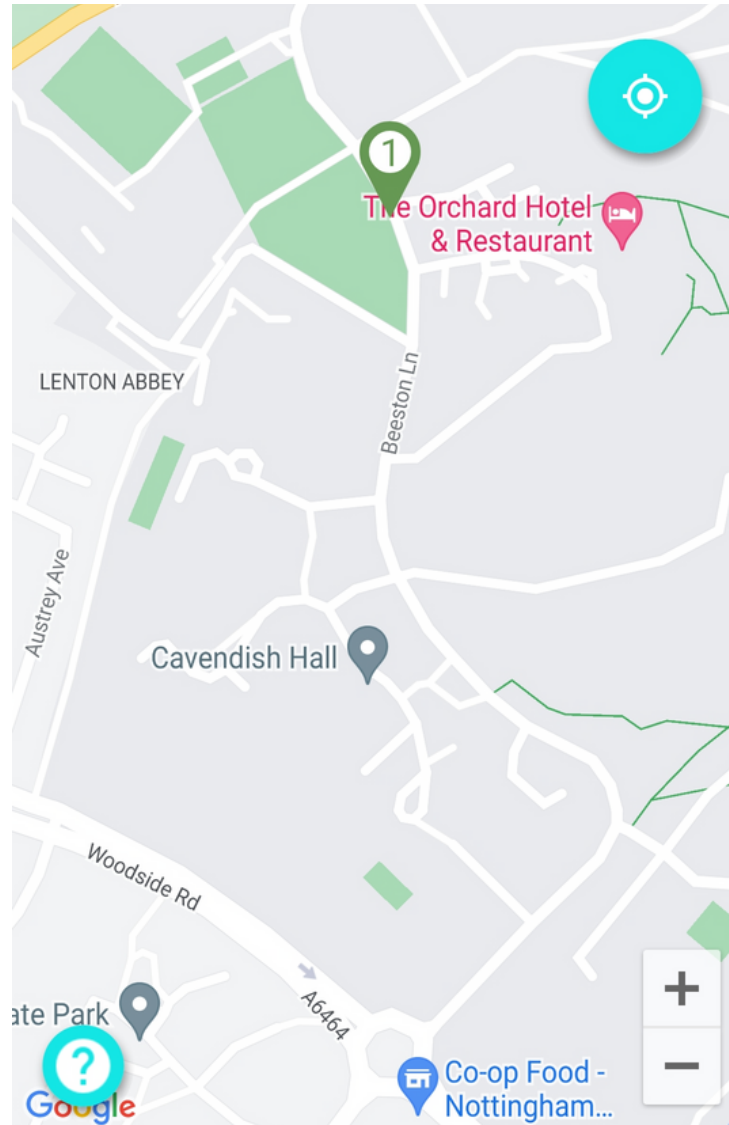 1
The Orchard Hotel
& Restaurant
LENTON ABBEY
Beeston Ln
Austrey Ave
Cavendish Hall
Woodside Rd
A6464
ate Park
?
Google
Co-op Food -
Nottingham...
+
−